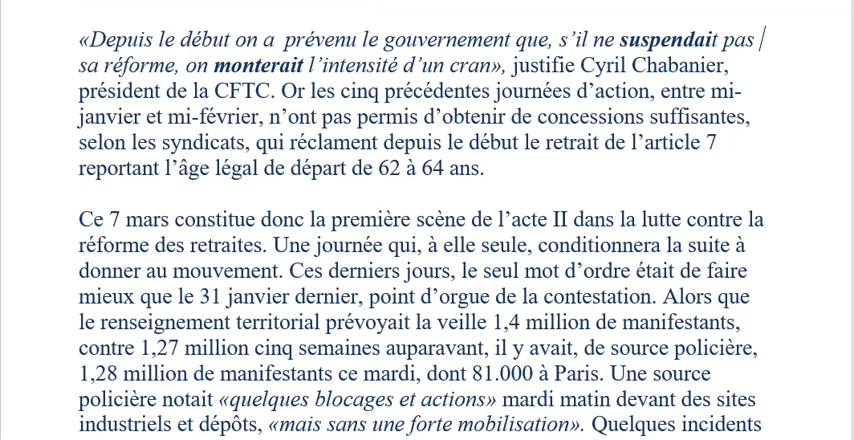 «Depuis le début on a  prévenu le gouvernement que, s’il ne suspendait pas
sa réforme, on monterait l’intensité d’un cran», justifie Cyril Chabanier,
président de la CFTC. Or les cinq précédentes journées d’action, entre mi-
janvier et mi-février, n’ont pas permis d’obtenir de concessions suffisantes,
selon les syndicats, qui réclament depuis le début le retrait de l’article 7
reportant l’âge légal de départ de 62 à 64 ans.
Ce 7 mars constitue donc la première scène de l’acte II dans la lutte contre la
réforme des retraites. Une journée qui, à elle seule, conditionnera la suite à
donner au mouvement. Ces derniers jours, le seul mot d’ordre était de faire
mieux que le 31 janvier dernier, point d’orgue de la contestation. Alors que
le renseignement territorial prévoyait la veille 1,4 million de manifestants,
contre 1,27 million cinq semaines auparavant, il y avait, de source policière,
1,28 million de manifestants ce mardi, dont 81.000 à Paris. Une source
policière notait «quelques blocages et actions» mardi matin devant des sites
industriels et dépôts, «mais sans une forte mobilisation». Quelques incidents